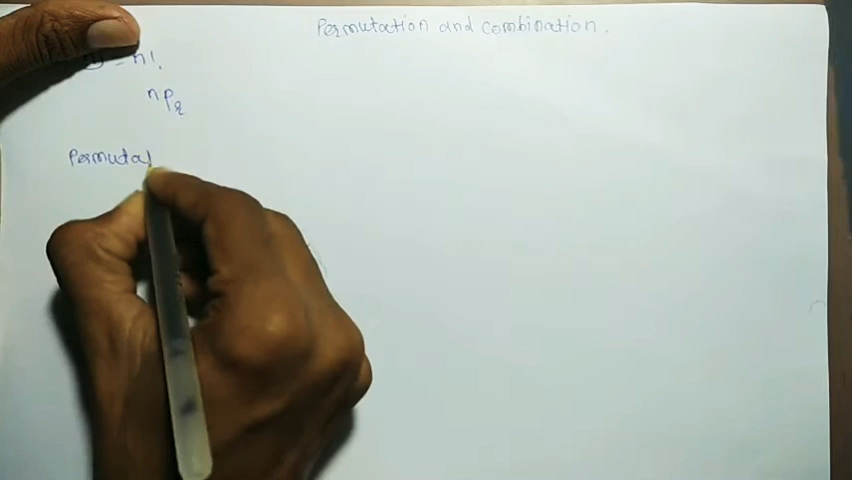 Permutation and combination.
= n!.
nPr
Permutat